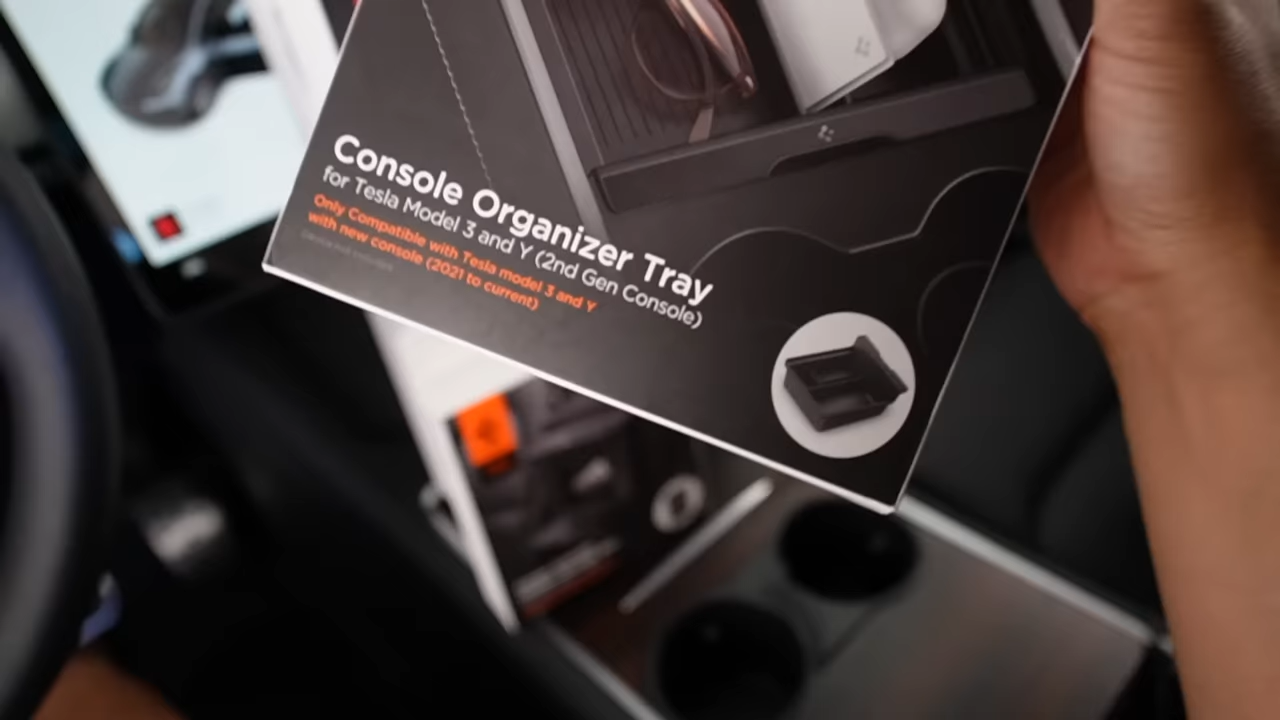 Console Organizer Tray
for Tesla Model 3 and Y (2nd Gen Console)
Only Compatible with Tesla model 3 and Y
with new console (2021 to current)